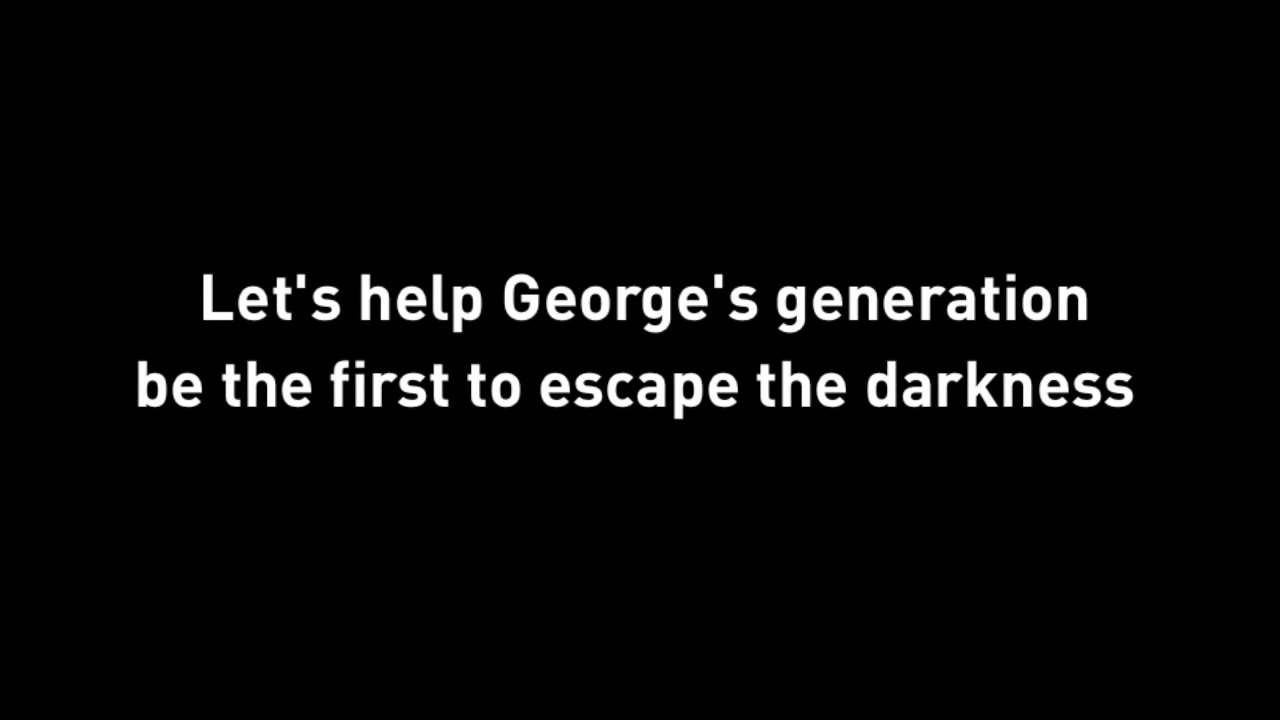 Let's help George's generation
be the first to escape the darkness